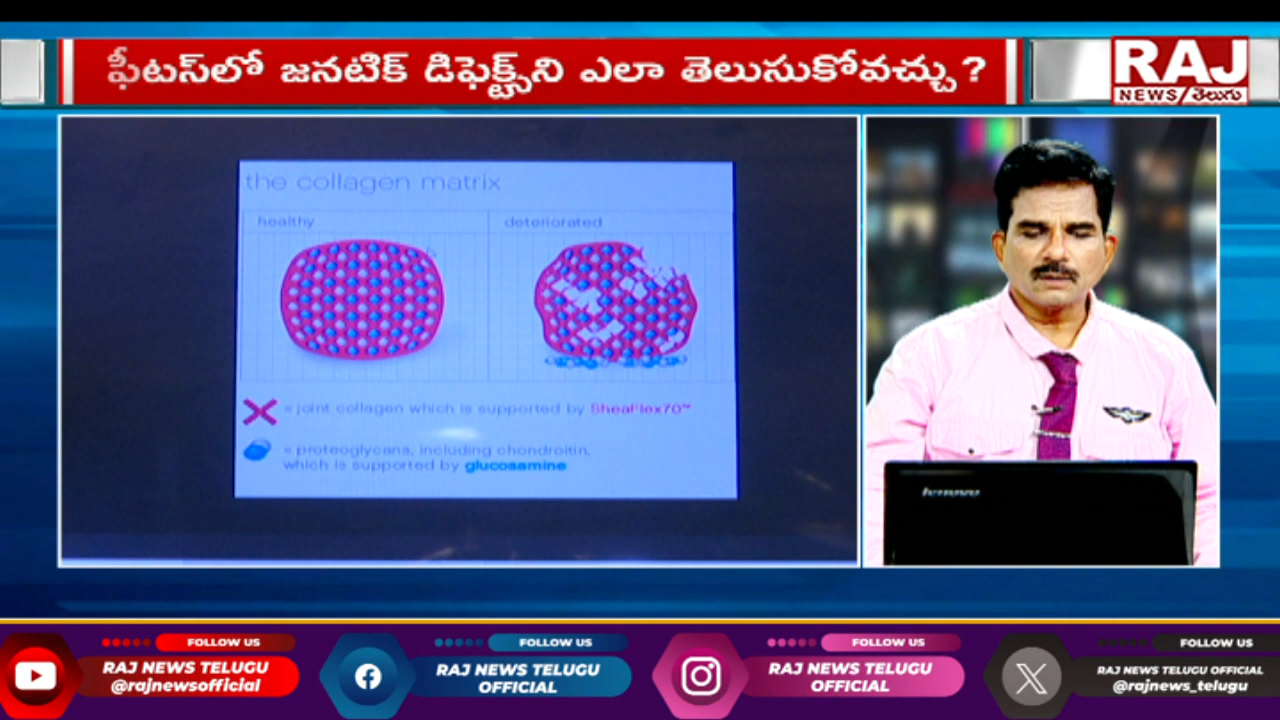 ఫీటస్‌లో జనటిక్ డిఫెక్ట్స్‌ని ఎలా తెలుసుకోవచ్చు?
RAJ
NEWS తెలుగు
the collagen matrix
healthy
deteriorated
= joint collagen which is supported by SheaFlex70™
= proteoglycans, including chondroitin,
which is supported by glucosamine
lenovo
FOLLOW US
RAJ NEWS TELUGU
@rajnewsofficial
FOLLOW US
RAJ NEWS TELUGU
OFFICIAL
FOLLOW US
RAJ NEWS TELUGU
OFFICIAL
FOLLOW US
RAJ NEWS TELUGU OFFICIAL
@rajnews_telugu